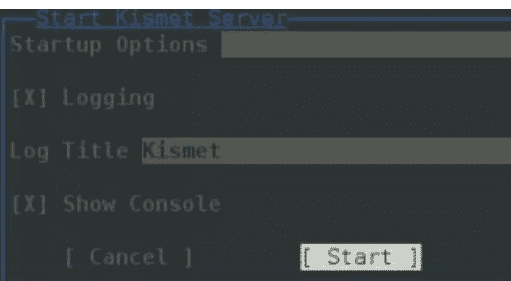 Start Kismet Server
Startup Options
[X] Logging
Log Title Kismet
[X] Show Console
[ Cancel ] [ Start ]